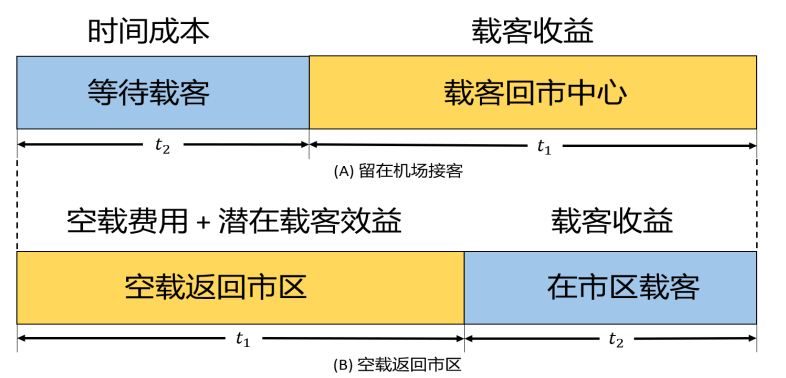 时间成本 载客收益
等待载客 载客回市中心
t₂ t₁
(A) 留在机场接客
空载费用 + 潜在载客效益 载客收益
空载返回市区 在市区载客
t₁ t₂
(B) 空载返回市区